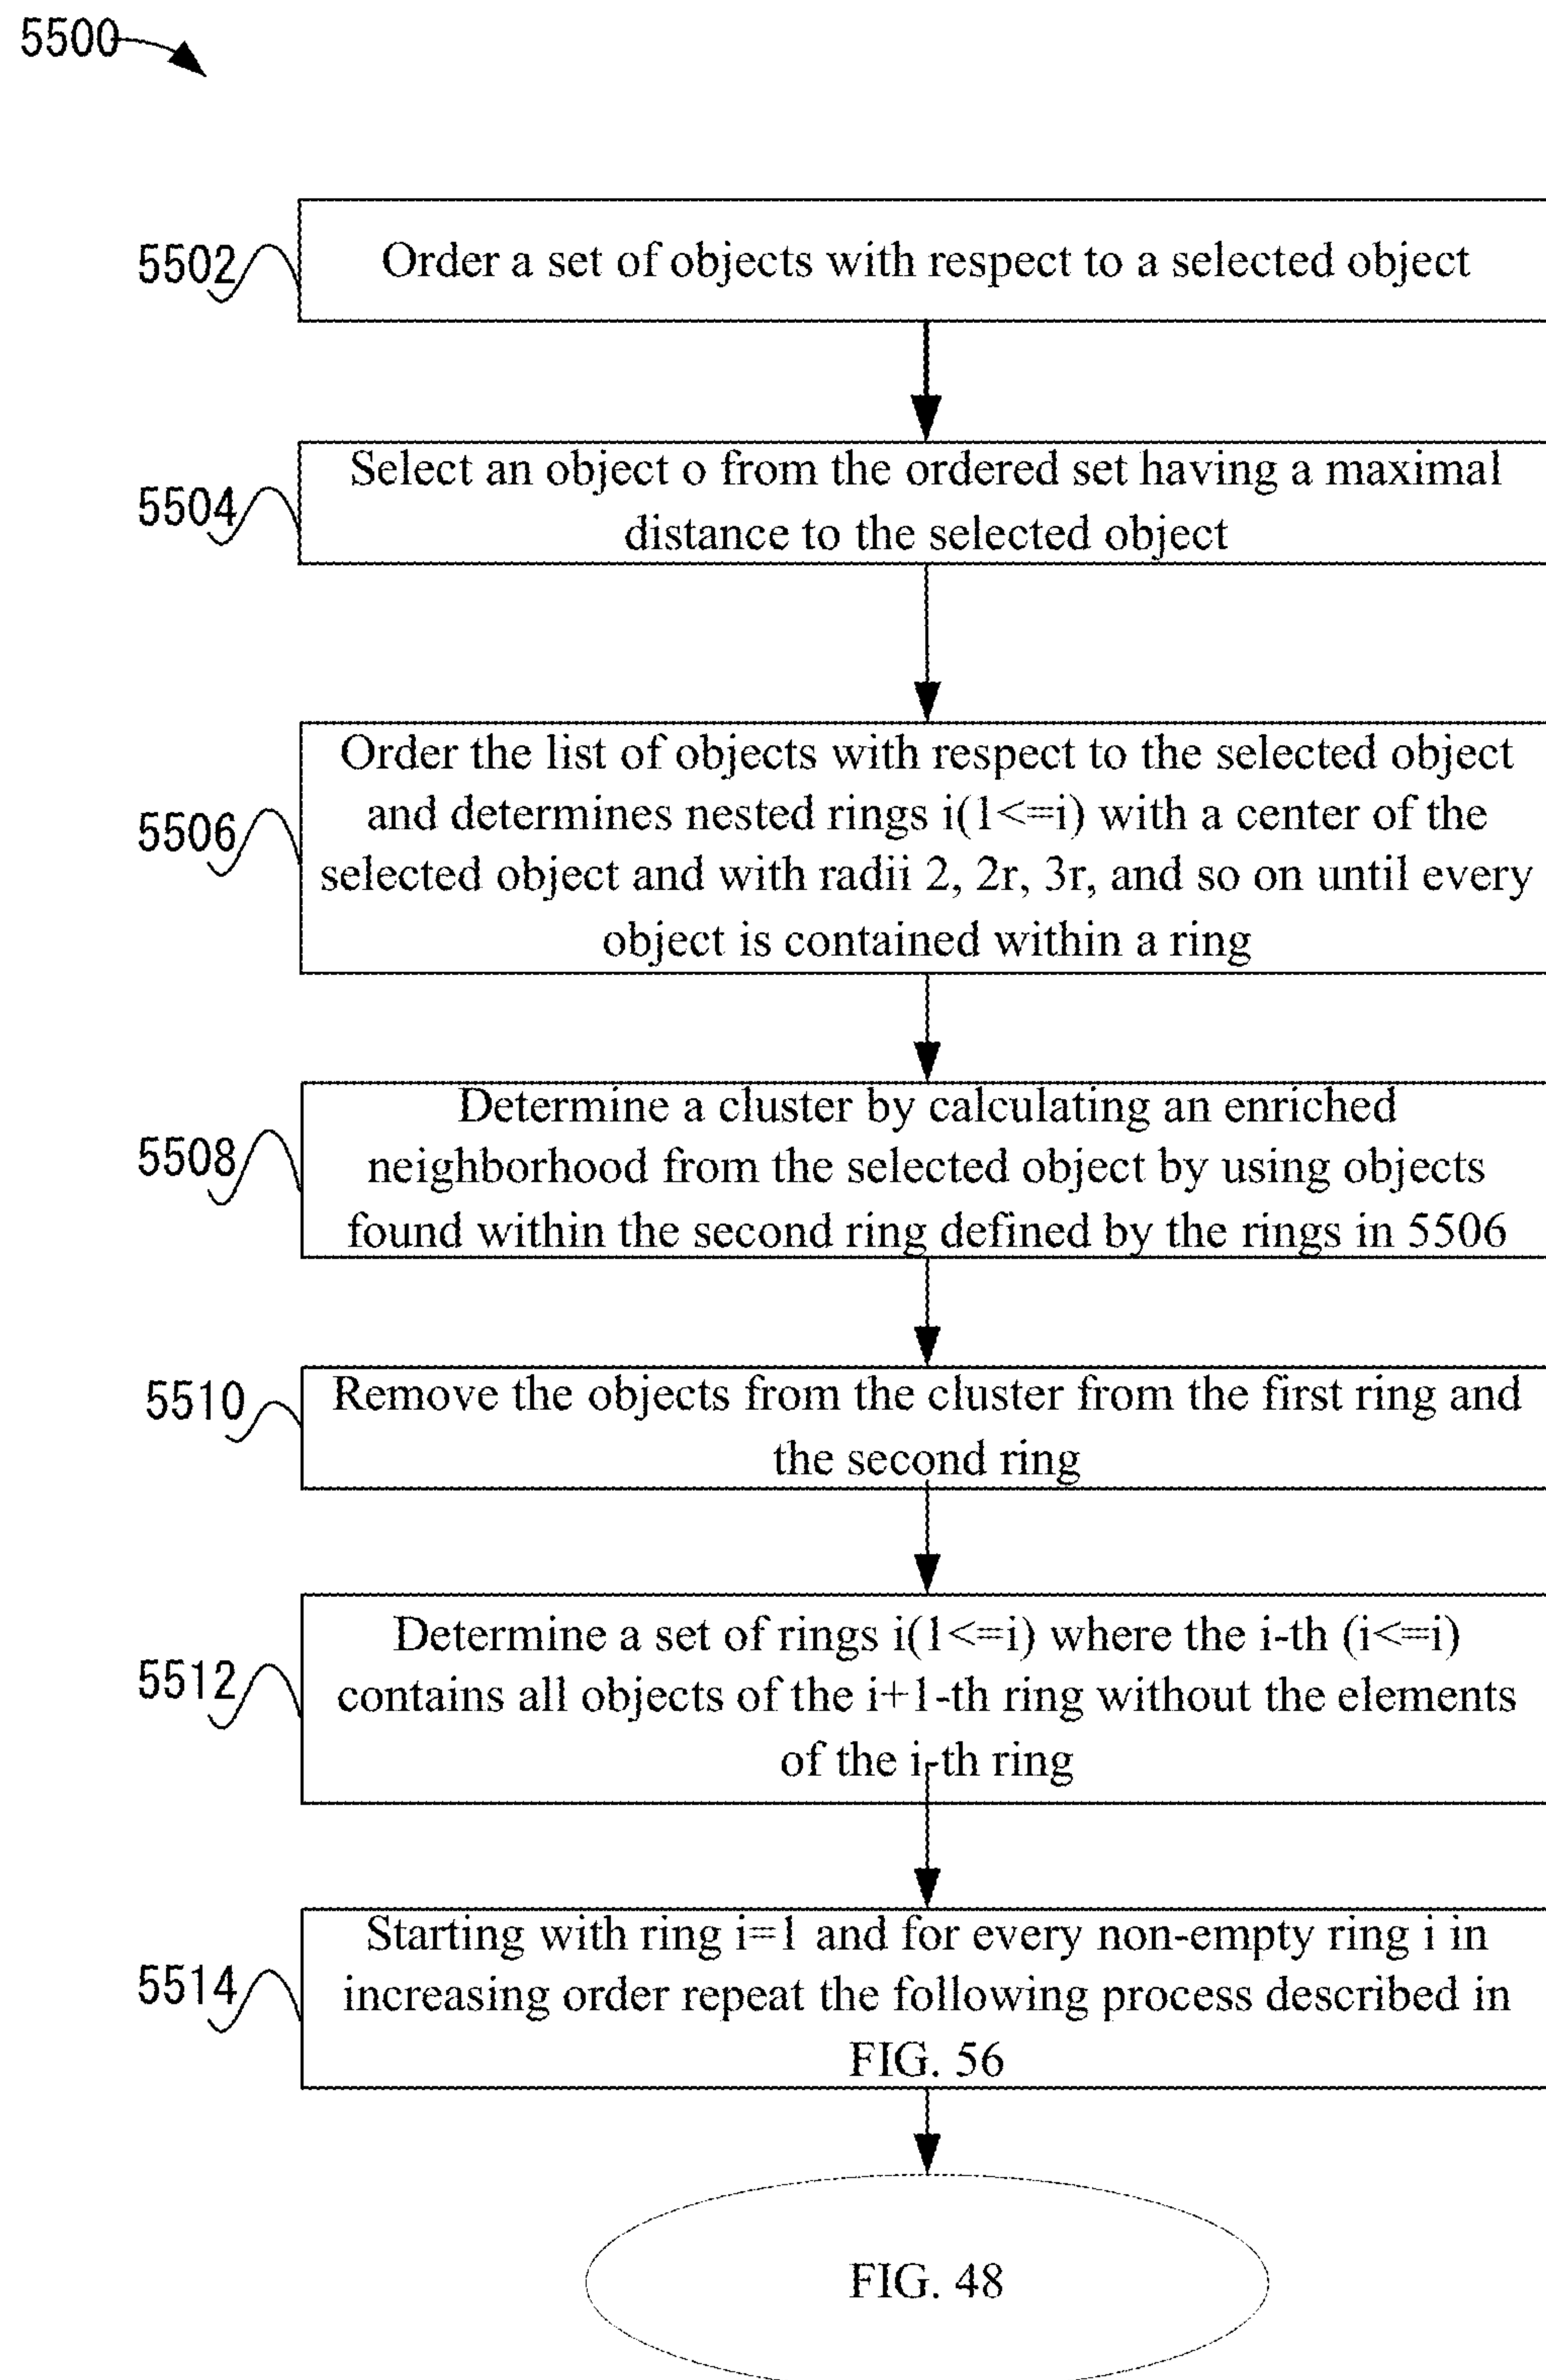 5500
5502
Order a set of objects with respect to a selected object
5504
Select an object o from the ordered set having a maximal
distance to the selected object
5506
Order the list of objects with respect to the selected object
and determines nested rings i(1<=i) with a center of the
selected object and with radii 2, 2r, 3r, and so on until every
object is contained within a ring
5508
Determine a cluster by calculating an enriched
neighborhood from the selected object by using objects
found within the second ring defined by the rings in 5506
5510
Remove the objects from the cluster from the first ring and
the second ring
5512
Determine a set of rings i(1<=i) where the i-th (i<=i)
contains all objects of the i+1-th ring without the elements
of the i-th ring
5514
Starting with ring i=1 and for every non-empty ring i in
increasing order repeat the following process described in
FIG. 56
FIG. 48